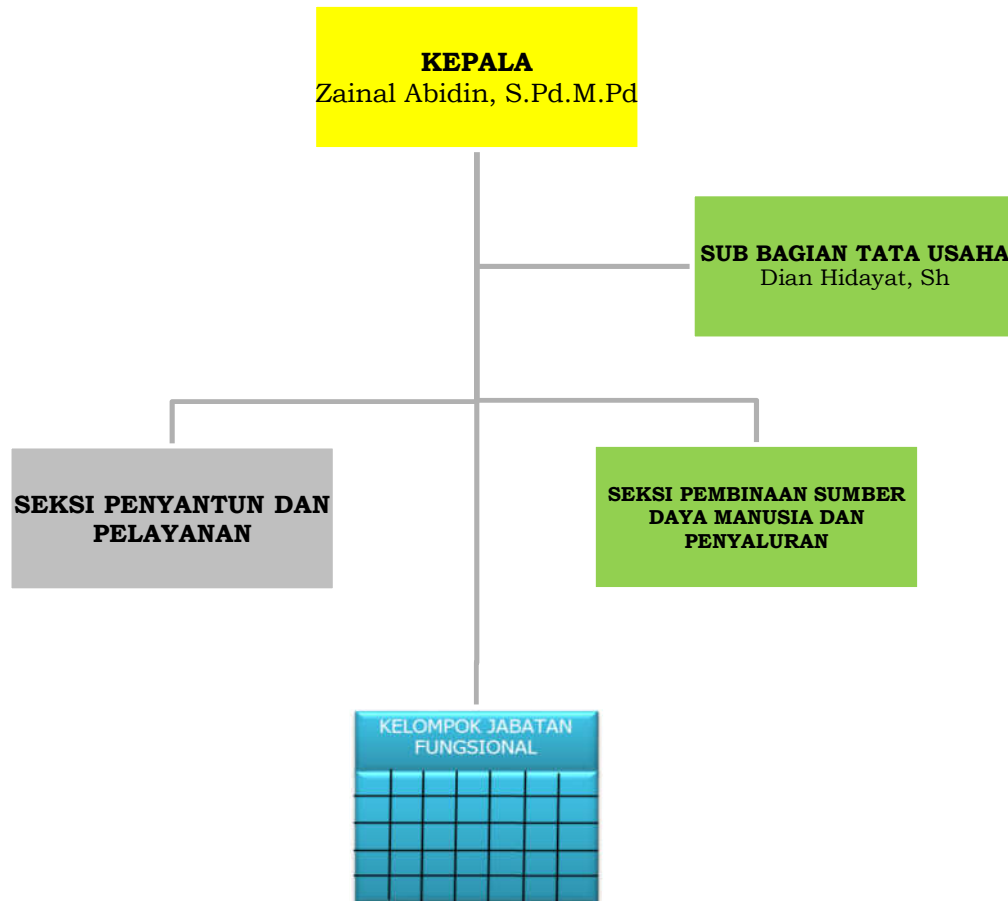 KEPALA
Zainal Abidin, S.Pd.M.Pd
SUB BAGIAN TATA USAHA
Dian Hidayat, Sh
SEKSI PENYANTUN DAN
PELAYANAN
SEKSI PEMBINAAN SUMBER
DAYA MANUSIA DAN
PENYALURAN
KELOMPOK JABATAN
FUNGSIONAL